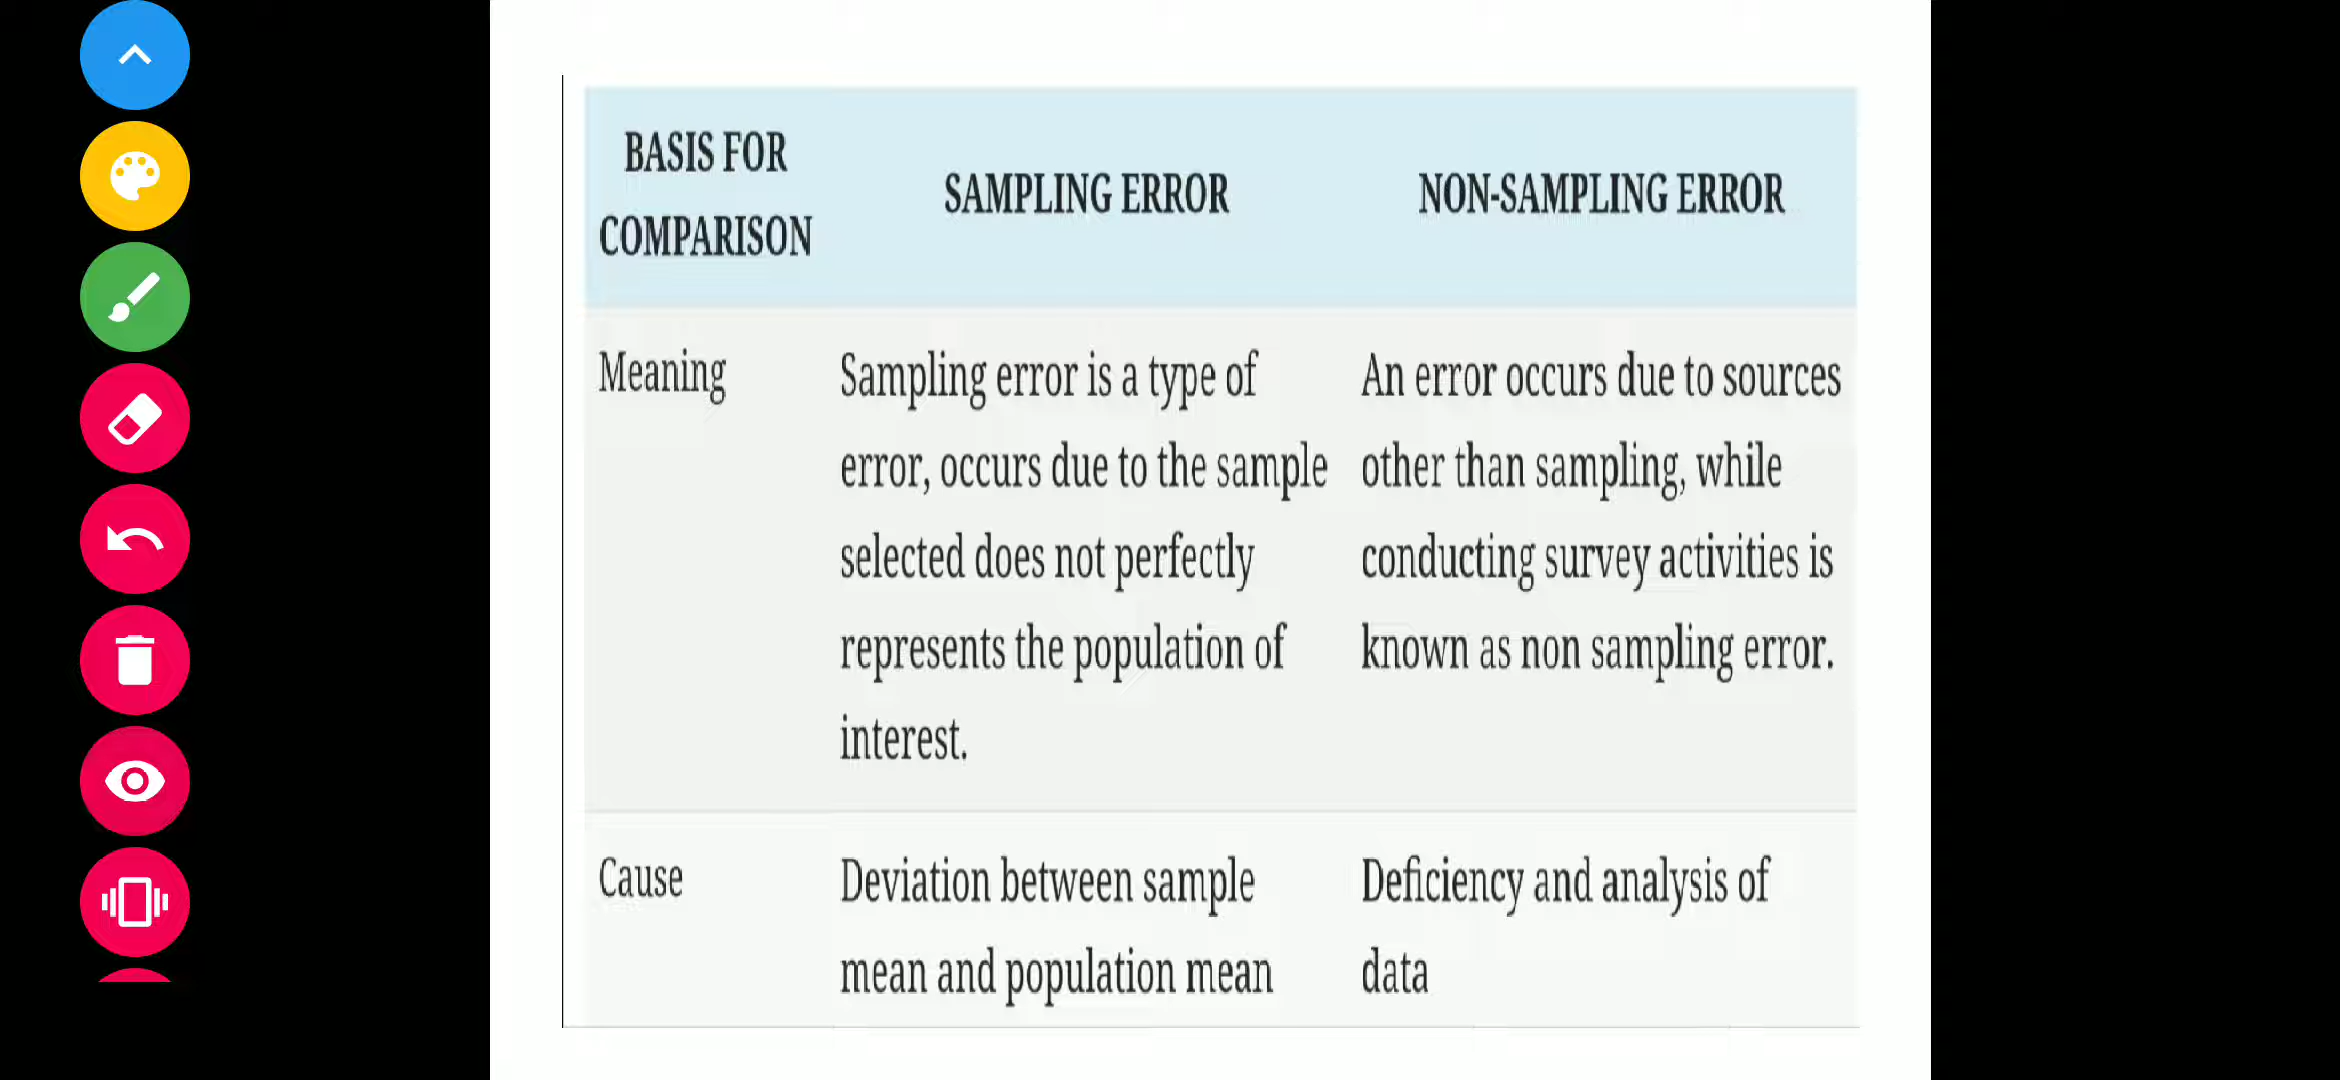 BASIS FOR
COMPARISON
SAMPLING ERROR
NON-SAMPLING ERROR
Meaning
Sampling error is a type of
error, occurs due to the sample
selected does not perfectly
represents the population of
interest.
An error occurs due to sources
other than sampling, while
conducting survey activities is
known as non sampling error.
Cause
Deviation between sample
mean and population mean
Deficiency and analysis of
data